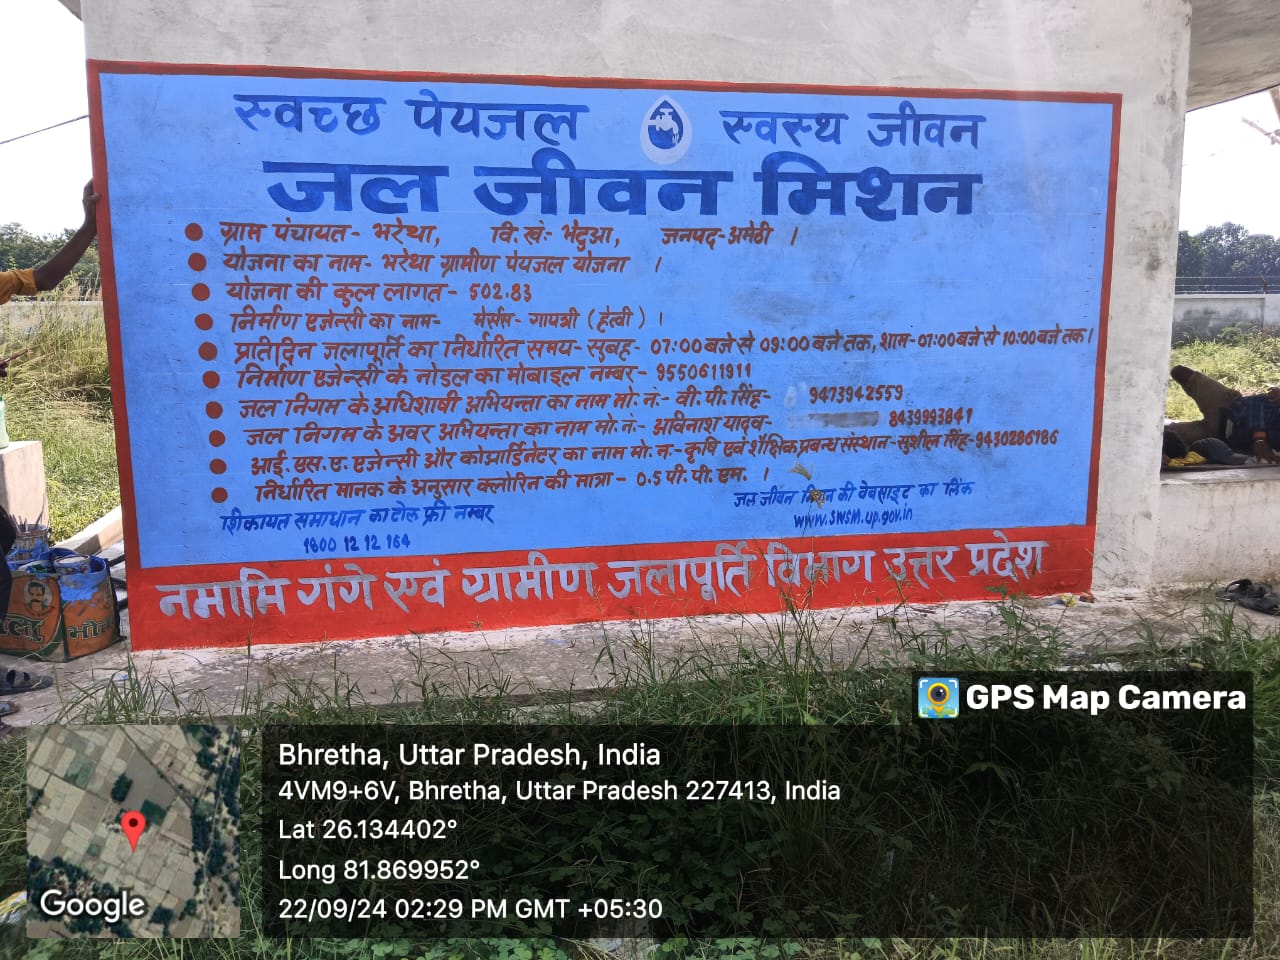 स्वच्छ पेयजल स्वस्थ जीवन
जल जीवन मिशन
ग्राम पंचायत- भरेथा, वि. खं:- भेटुआ, जनपद- अमेठी ।
योजना का नाम- भरेथा ग्रामीण पेयजल योजना ।
योजना की कुल लागत- 502.83
निर्माण एजेन्सी का नाम- मेर्सस- गायत्री (हेत्वी) ।
प्रतिदिन जलापूर्ति का निर्धारित समय- सुबह- 07:00 बजे से 09:00 बजे तक, शाम- 07:00 बजे से 10:00 बजे तक।
निर्माण एजेन्सी के नोडल का मोबाइल नम्बर- 9550611911
जल निगम के अधिशाषी अभियन्ता का नाम मो. नं:- वी. पी. सिंह- 9473942559
जल निगम के अवर अभियन्ता का नाम मो. नं:- अविनाश यादव- 8439993841
आई. एस. ए. एजेन्सी और कोआर्डिनेटर का नाम मो. न:- कृषि एवं शैक्षिक प्रबन्ध संस्थान- सुशील सिंह- 9430286186
निर्धारित मानक के अनुसार क्लोरिन की मात्रा- 0.5 पी. पी. एम. ।
शिकायत समाधान का टोल फ्री नम्बर
1800 12 12 164
जल जीवन मिशन की वेबसाइट का लिंक
www.swsm.up.gov.in
नमामि गंगे एवं ग्रामीण जलापूर्ति विभाग उत्तर प्रदेश
GPS Map Camera
Bhretha, Uttar Pradesh, India
4VM9+6V, Bhretha, Uttar Pradesh 227413, India
Lat 26.134402°
Long 81.869952°
22/09/24 02:29 PM GMT +05:30
Google